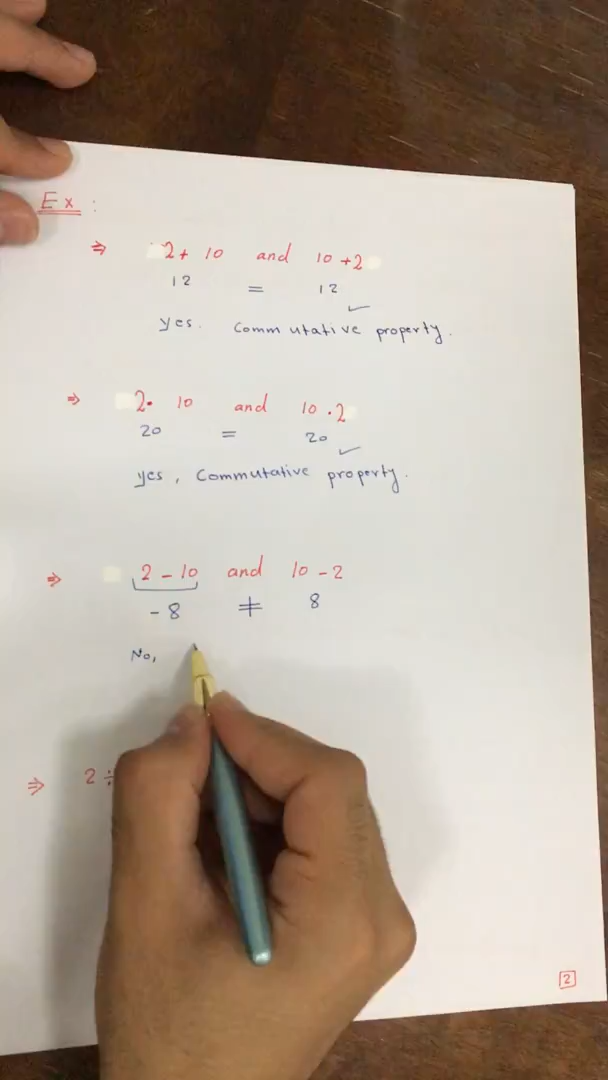 Ex :
⇒ 2 + 10 and 10 + 2
12 = 12 ✓
yes. Commutative property.
⇒ 2 · 10 and 10 · 2
20 = 20 ✓
yes, Commutative property.
⇒ 2 - 10 and 10 - 2
- 8 ≠ 8
No,
⇒ 2 ÷
2